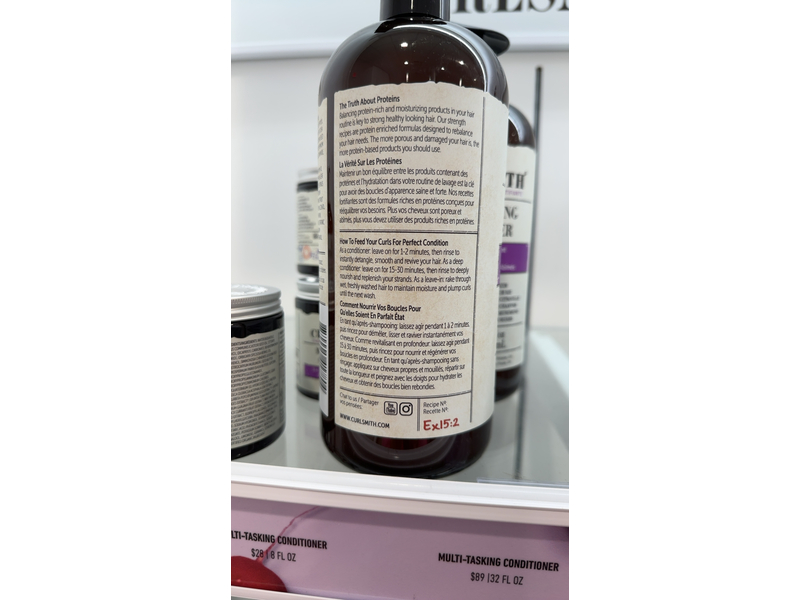 The Truth About Proteins
Balancing protein-rich and moisturizing products in your hair
routine is key to strong healthy looking hair. Our strength
recipes are protein enriched formulas designed to rebalance
your hair needs. The more porous and damaged your hair is, the
more protein-based products you should use.
La Vérité Sur Les Protéines
Maintenir un bon équilibre entre les produits contenant des
protéines et l'hydratation dans votre routine de lavage est la clé
pour avoir des boucles d'apparence saine et forte. Nos recettes
fortifiantes sont des formules riches en protéines conçues pour
rééquilibrer vos besoins. Plus vos cheveux sont poreux et
abîmés, plus vous devez utiliser des produits riches en protéines.
How To Feed Your Curls For Perfect Condition
As a conditioner: leave on for 1-2 minutes, then rinse to
instantly detangle, smooth and revive your hair. As a deep
conditioner: leave on for 15-30 minutes, then rinse to deeply
nourish and replenish your strands. As a leave-in: rake through
wet, freshly washed hair to maintain moisture and plump curls
until the next wash.
Comment Nourrir Vos Boucles Pour
Qu'elles Soient En Parfait État
En tant qu'après-shampooing: laissez agir pendant 1 à 2 minutes,
puis rincez pour démêler, lisser et raviver instantanément vos
cheveux. Comme revitalisant en profondeur: laissez agir pendant
15 à 30 minutes, puis rincez pour nourrir et régénérer vos
boucles en profondeur. En tant qu'après-shampooing sans
rinçage: appliquez sur cheveux propres et mouillés, répartir sur
toute la longueur et peignez avec les doigts pour hydrater les
cheveux et obtenir des boucles bien rebondies.
Chat to us / Partager
vos pensées:
You Tube
WWW.CURLSMITH.COM
Recipe Nº
Recette Nº
Ex15:2
LTI-TASKING CONDITIONER
$28 | 8 FL OZ
MULTI-TASKING CONDITIONER
$89 |32 FL OZ